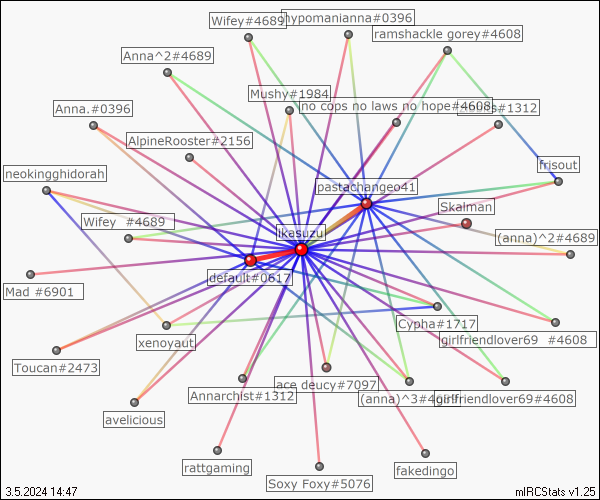 Wifey#4689
hypomanianna#0396
ramshackle gorey#4608
Anna^2#4689
Mushy#1984
no cops no laws no hope#4608
#1312
Anna.#0396
AlpineRooster#2156
frisout
neokingghidorah
pastachangeo41
Skalman
Wifey #4689
ikasuzu
(anna)^2#4689
default#0617
Mad #6901
Cypha#1717
girlfriendlover69 #4608
xenoyaut
Toucan#2473
ace deucy#7097
Annarchist#1312
(anna)^3#4
girlfriendlover69#4608
avelicious
rattgaming
fakedingo
Soxy Foxy#5076
3.5.2024 14:47
mIRCStats v1.25